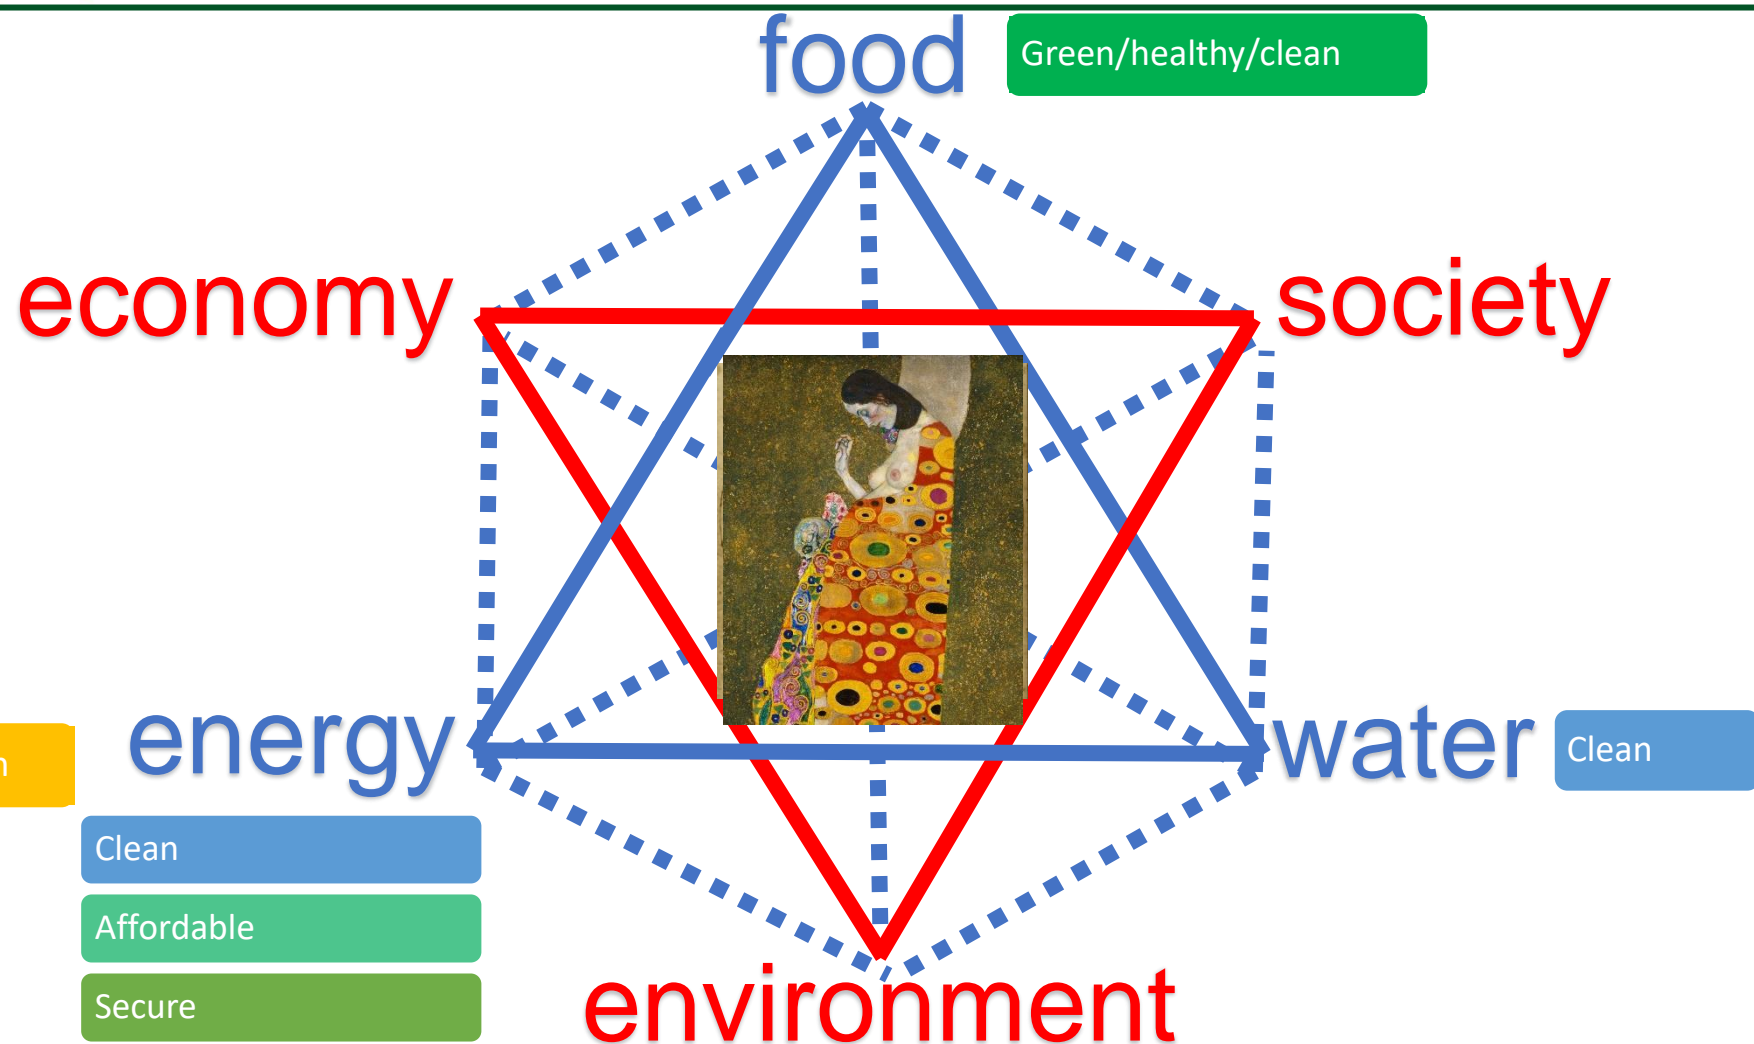 food
Green/healthy/clean
economy
society
energy
water
Clean
Clean
Affordable
Secure
environment